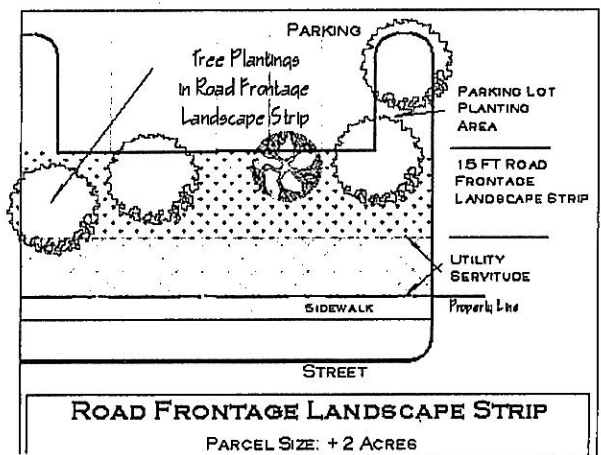 PARKING
Tree Plantings
in Road Frontage
Landscape Strip
PARKING LOT
PLANTING
AREA
15 FT ROAD
FRONTAGE
LANDSCAPE STRIP
UTILITY
SERVITUDE
SIDEWALK
Property Line
STREET
ROAD FRONTAGE LANDSCAPE STRIP
PARCEL SIZE: +2 ACRES